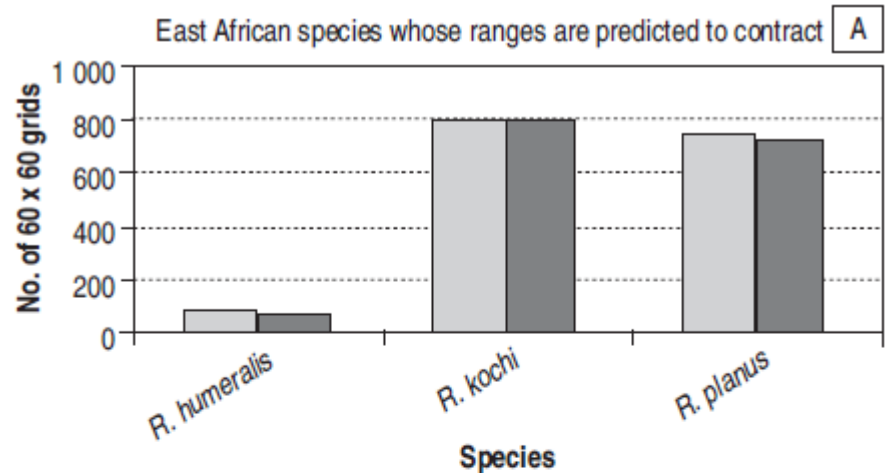 East African species whose ranges are predicted to contract A
1 000
800
600
400
200
0
No. of 60 x 60 grids
R. humeralis
R. kochi
R. planus
Species